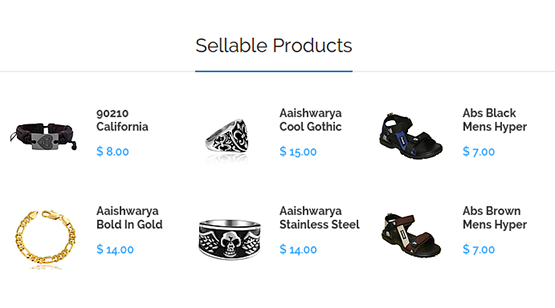 Sellable Products
90210
California
$ 8.00
Aaishwarya
Cool Gothic
$ 15.00
Abs Black
Mens Hyper
$ 7.00
Aaishwarya
Bold In Gold
$ 14.00
Aaishwarya
Stainless Steel
$ 14.00
Abs Brown
Mens Hyper
$ 7.00